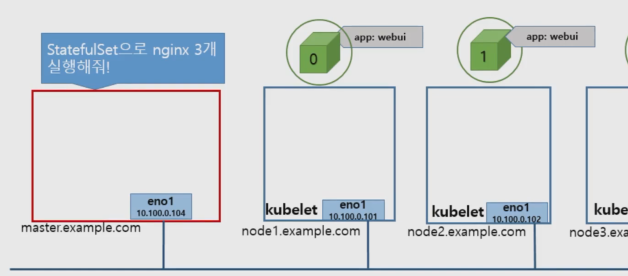 StatefulSet으로 nginx 3개
실행해줘!
0
app: webui
1
app: webui
eno1
10.100.0.104
master.example.com
kubelet
eno1
10.100.0.101
node1.example.com
kubelet
eno1
10.100.0.102
node2.example.com
kube
node3.exa